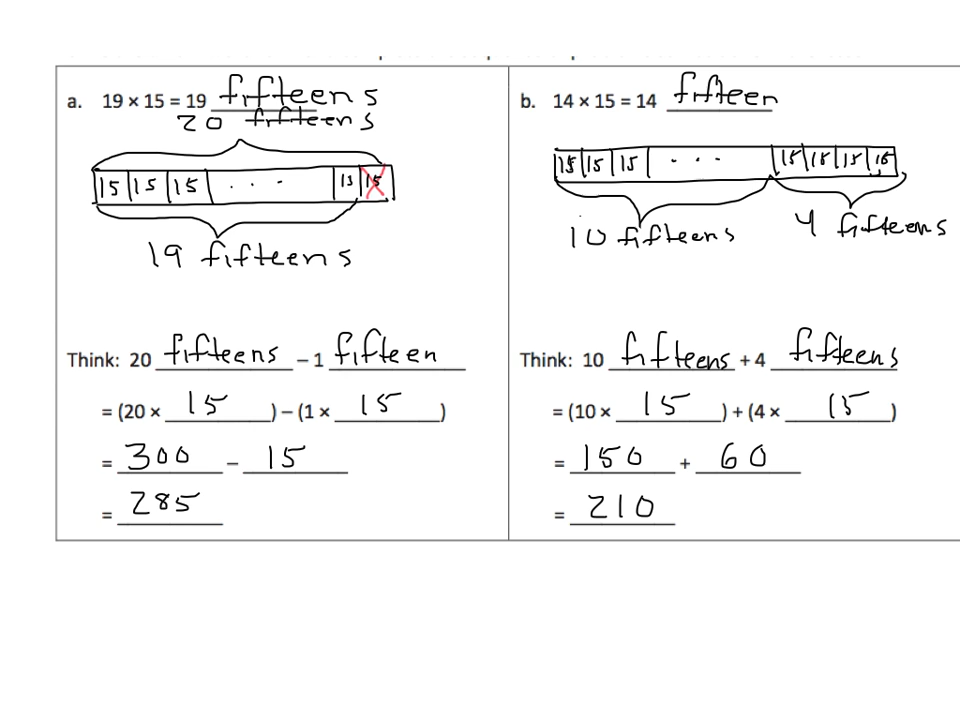 a. 19 × 15 = 19 fifteens
20 fifteens
15 15 15 . . . 15 15
19 fifteens
Think: 20 fifteens – 1 fifteen
= (20 × 15) – (1 × 15)
= 300 – 15
= 285
b. 14 × 15 = 14 fifteen
15 15 15 . . . 15 15 15 15
10 fifteens 4 fifteens
Think: 10 fifteens + 4 fifteens
= (10 × 15) + (4 × 15)
= 150 + 60
= 210